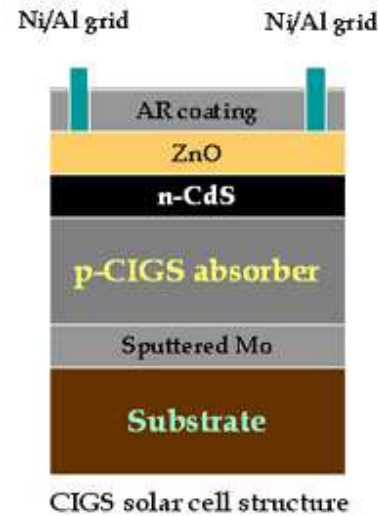 Ni/Al grid Ni/Al grid
AR coating
ZnO
n-CdS
p-CIGS absorber
Sputtered Mo
Substrate
CIGS solar cell structure